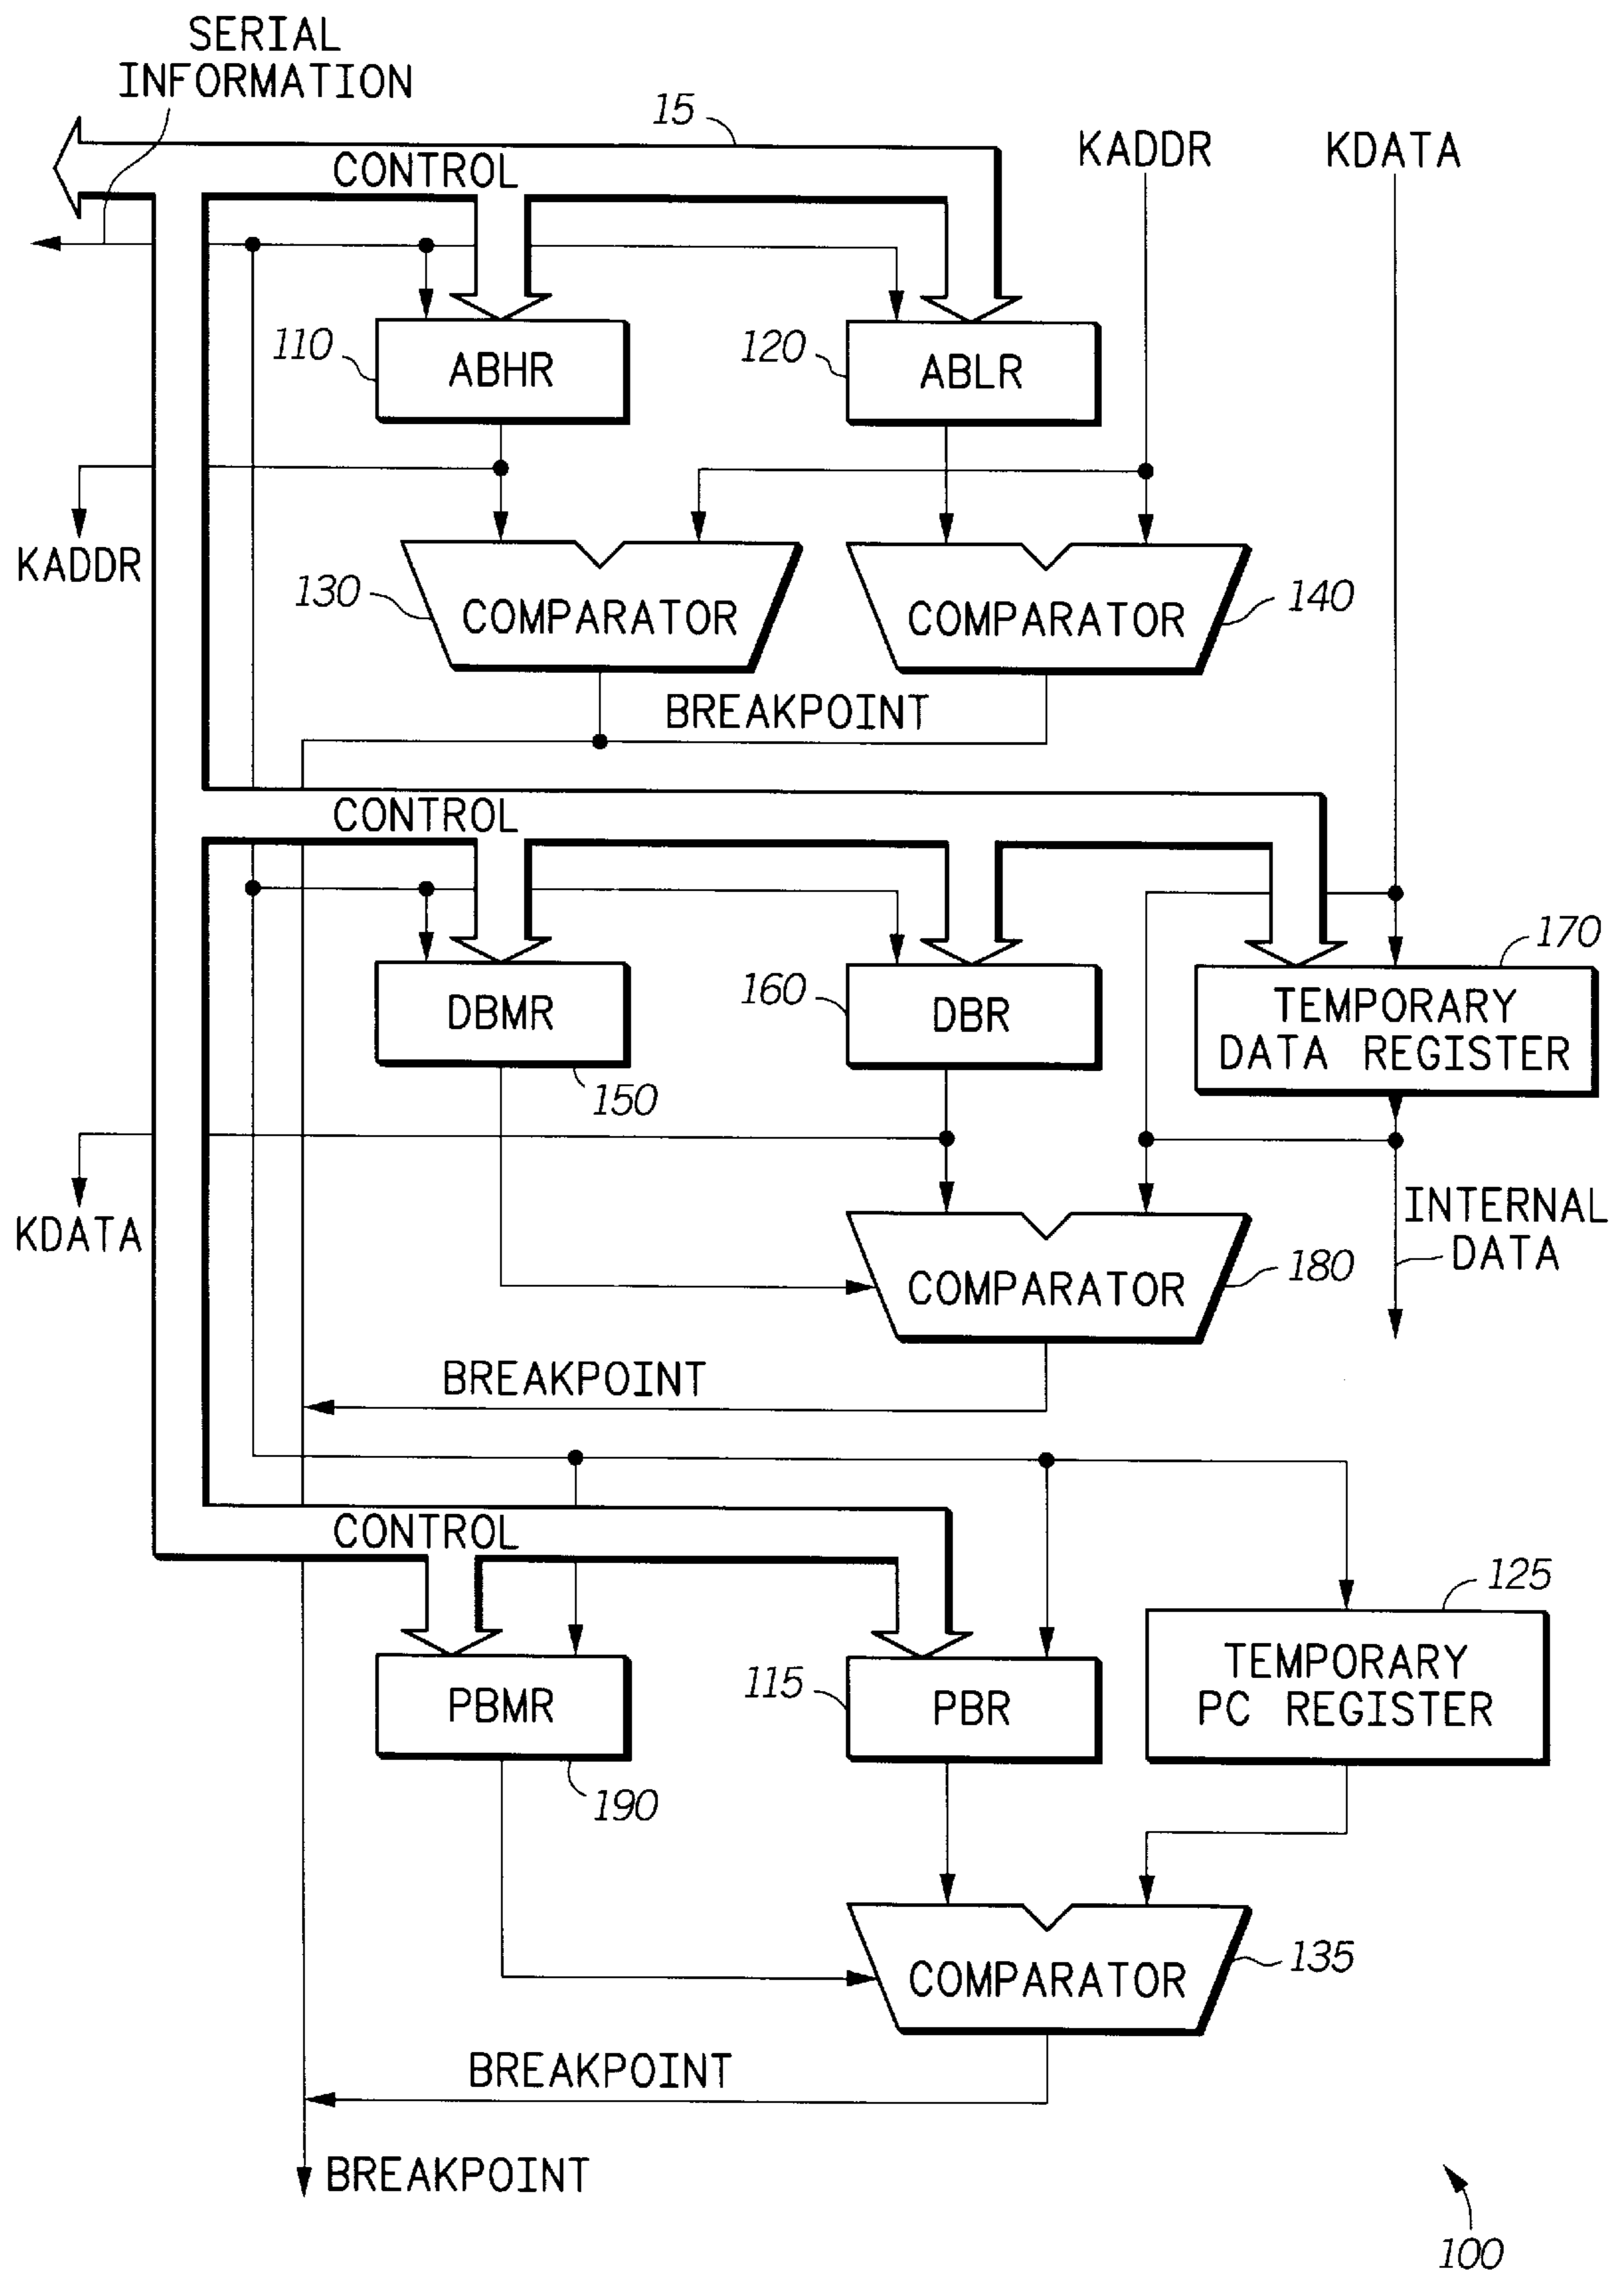 SERIAL
INFORMATION
15
CONTROL
KADDR
KDATA
110
ABHR
120
ABLR
KADDR
130
COMPARATOR
COMPARATOR
140
BREAKPOINT
CONTROL
170
DBMR
150
160
DBR
TEMPORARY
DATA REGISTER
KDATA
INTERNAL
DATA
COMPARATOR
180
BREAKPOINT
CONTROL
125
PBMR
190
115
PBR
TEMPORARY
PC REGISTER
COMPARATOR
135
BREAKPOINT
BREAKPOINT
100